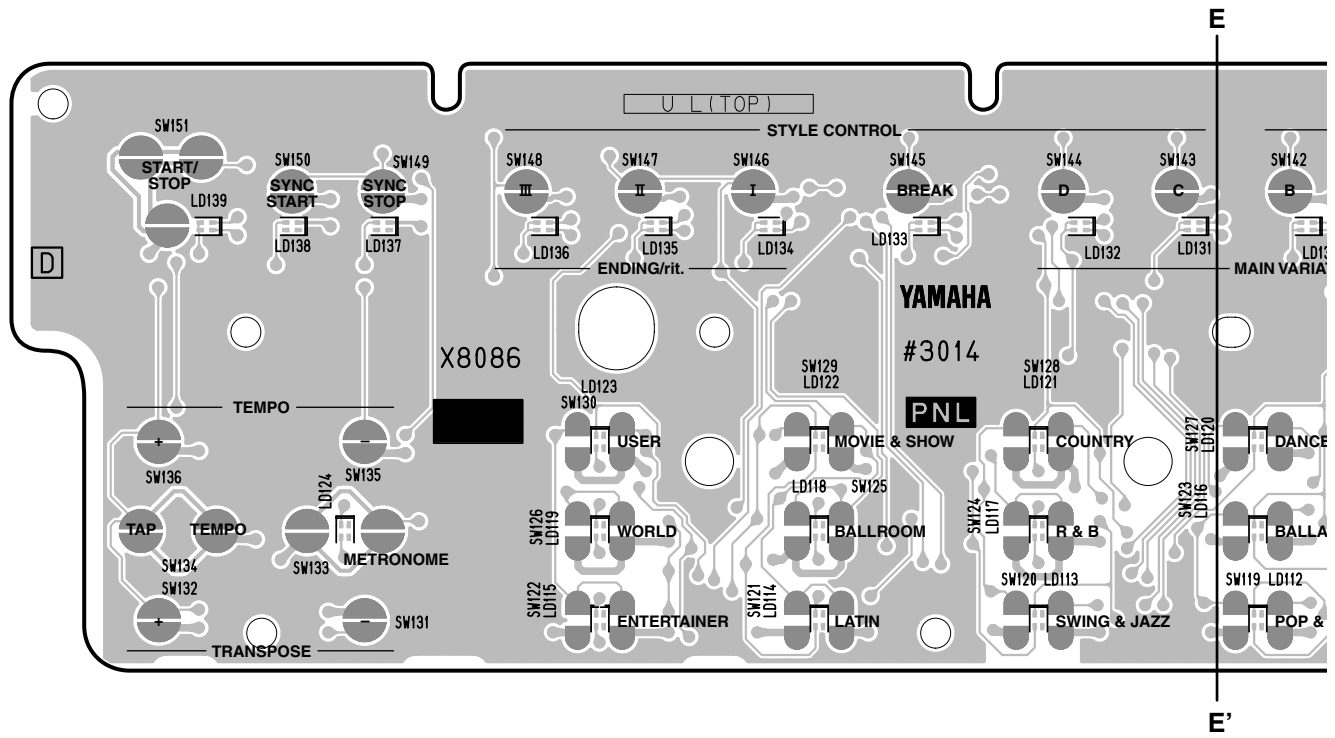 E
U L(TOP)
STYLE CONTROL
SW151
SW150
SW149
SW148
SW147
SW146
SW145
SW144
SW143
SW142
START/
STOP
SYNC
START
SYNC
STOP
III
II
I
BREAK
D
C
B
LD139
LD138
LD137
LD136
LD135
LD134
LD133
LD132
LD131
D
ENDING/rit.
MAIN VARIA
YAMAHA
X8086
#3014
PNL
TEMPO
+
-
SW136
SW135
LD123
SW130
USER
SW129
LD122
MOVIE & SHOW
SW128
LD121
COUNTRY
SW127
LD120
DANCE
TAP
TEMPO
SW134
LD124
SW133
METRONOME
SW126
LD119
WORLD
LD118
SW125
BALLROOM
SW124
LD117
R & B
SW123
LD116
BALLA
SW132
+
-
SW131
TRANSPOSE
SW122
LD115
ENTERTAINER
SW121
LD114
LATIN
SW120 LD113
SWING & JAZZ
SW119 LD112
POP &
E'